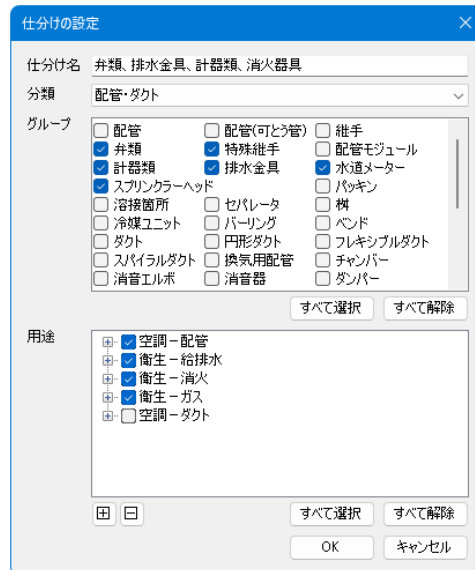 仕分けの設定
仕分け名 弁類、排水金具、計器類、消火器具
分類 配管・ダクト
グループ
配管 配管(可とう管) 継手
弁類 特殊継手 配管モジュール
計器類 排水金具 水道メーター
スプリンクラーヘッド パッキン
溶接箇所 セパレータ 桝
冷媒ユニット バーリング ベンド
ダクト 円形ダクト フレキシブルダクト
スパイラルダクト 換気用配管 チャンバー
消音エルボ 消音器 ダンパー
すべて選択 すべて解除
用途
空調－配管
衛生－給排水
衛生－消火
衛生－ガス
空調－ダクト
すべて選択 すべて解除
OK キャンセル